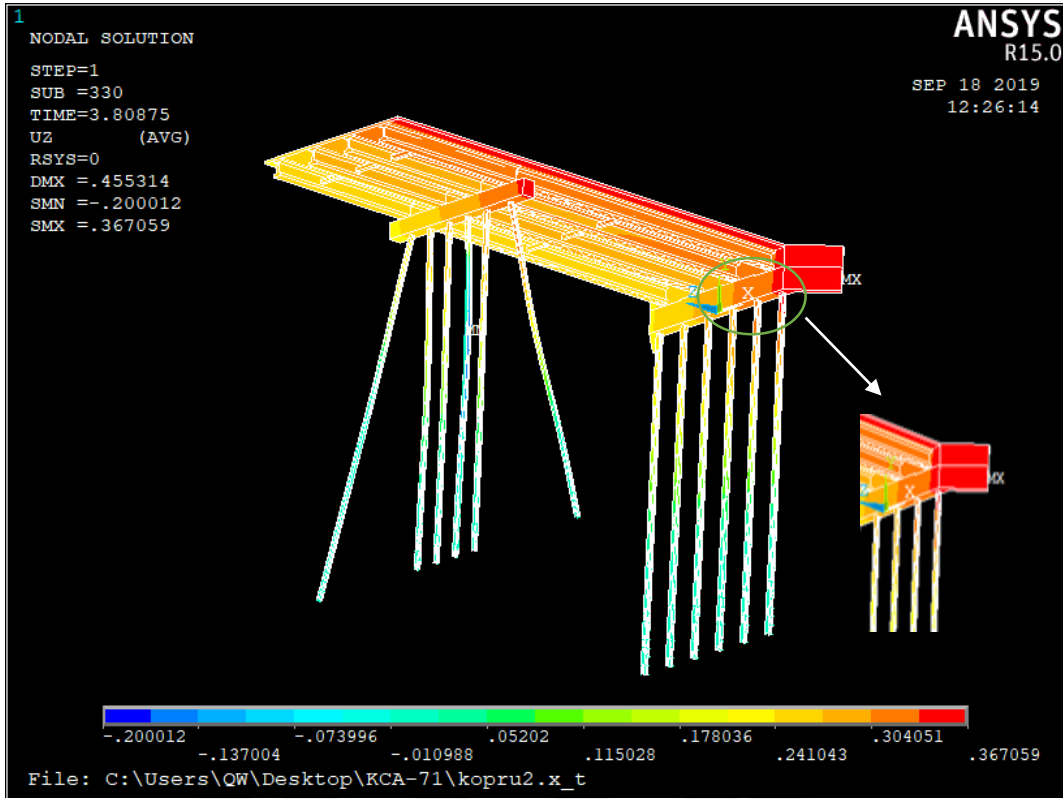 1
NODAL SOLUTION
STEP=1
SUB =330
TIME=3.80875
UZ (AVG)
RSYS=0
DMX =.455314
SMN=-.200012
SMX =.367059
ANSYS
R15.0
SEP 18 2019
12:26:14
MX
Z X
Z X
MX
-.200012 -.073996 .05202 .178036 .304051
-.137004 -.010988 .115028 .241043 .367059
File: C:\Users\QW\Desktop\KCA-71\kopru2.x_t